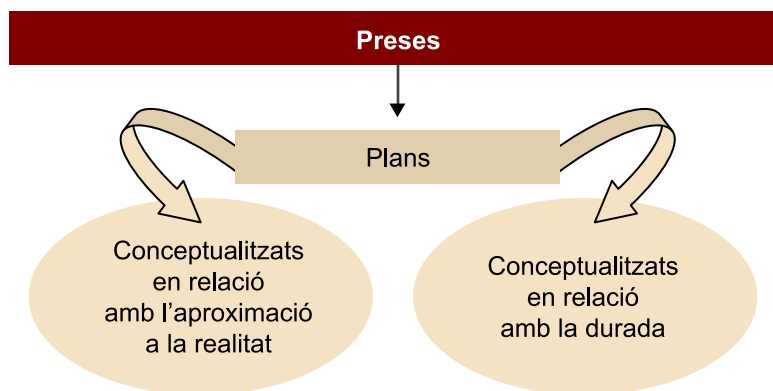 Preses
Plans
Conceptualitzats
en relació
amb l'aproximació
a la realitat
Conceptualitzats
en relació
amb la durada